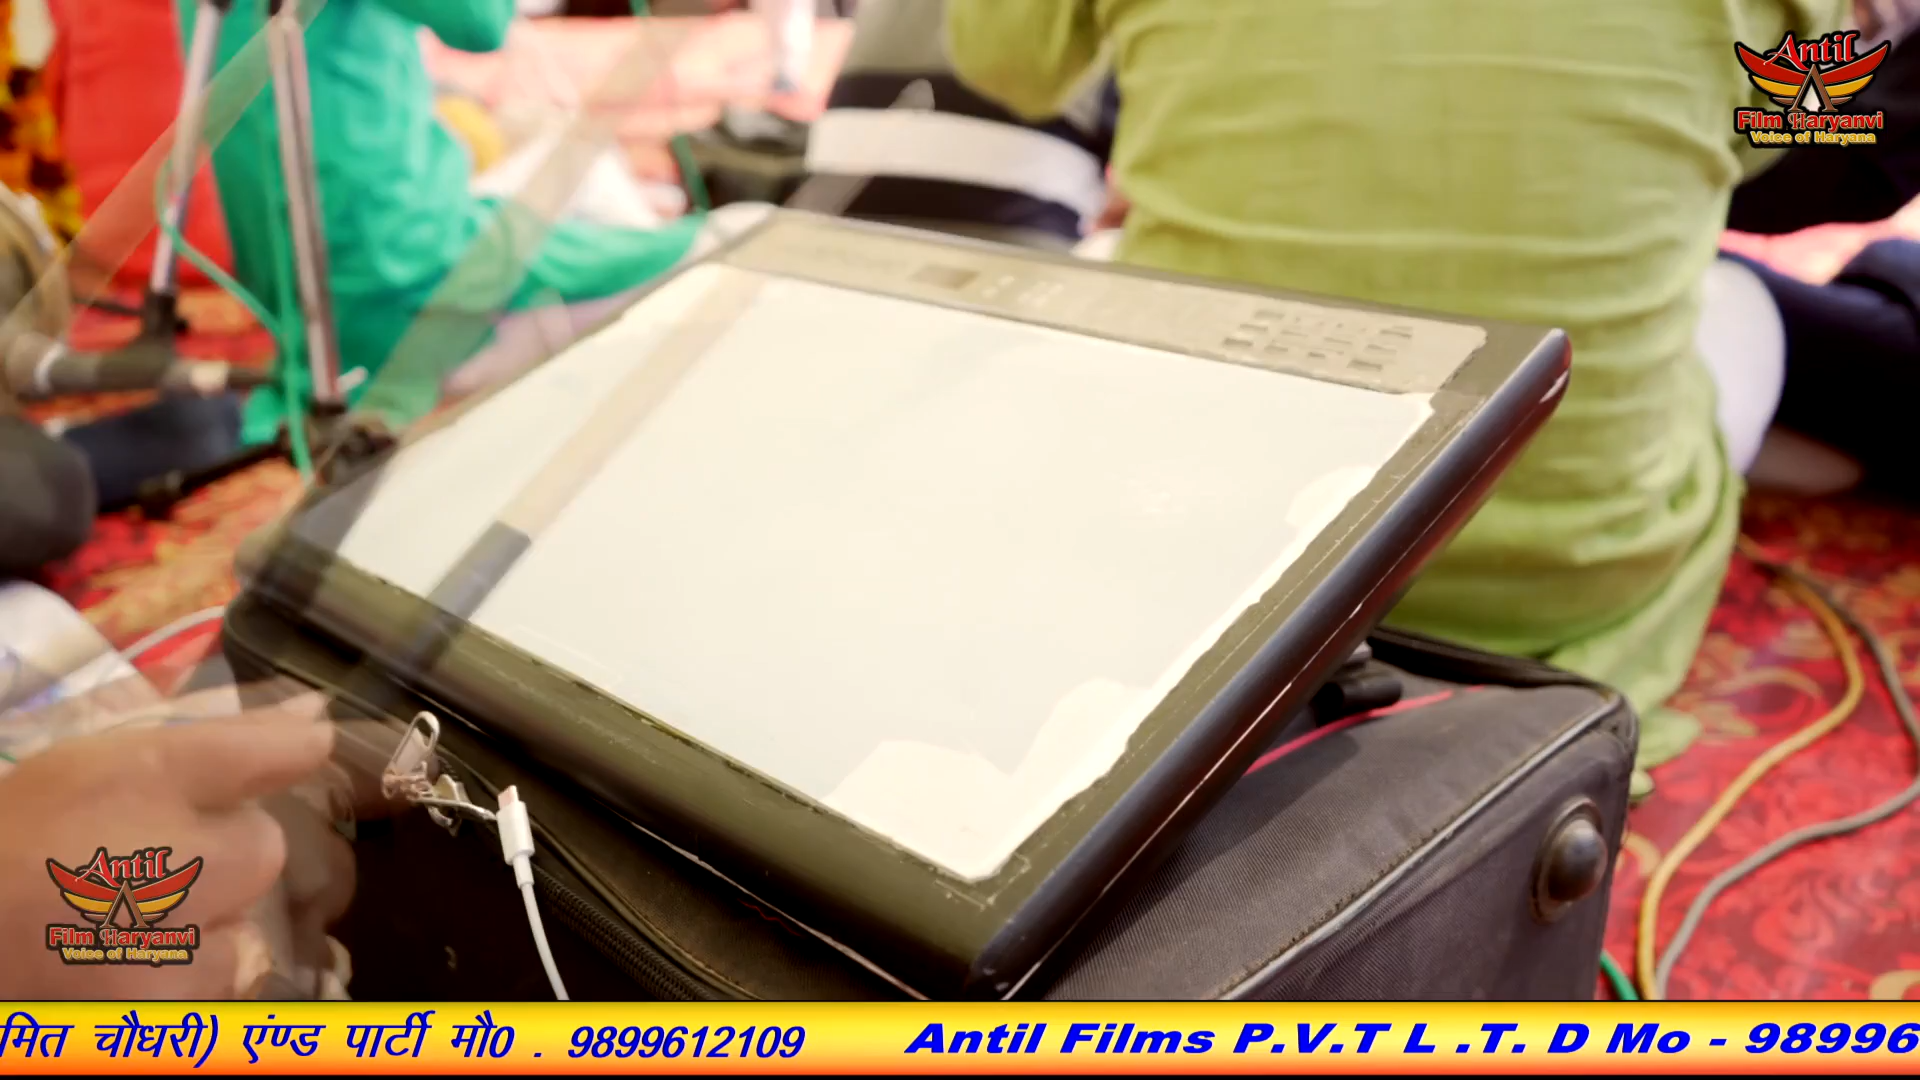 Antil
Film Haryanvi
Voice of Haryana
Antil
Film Haryanvi
Voice of Haryana
मित चौधरी) एंण्ड पार्टी मौ0 . 9899612109 Antil Films P.V.T L .T. D Mo - 98996